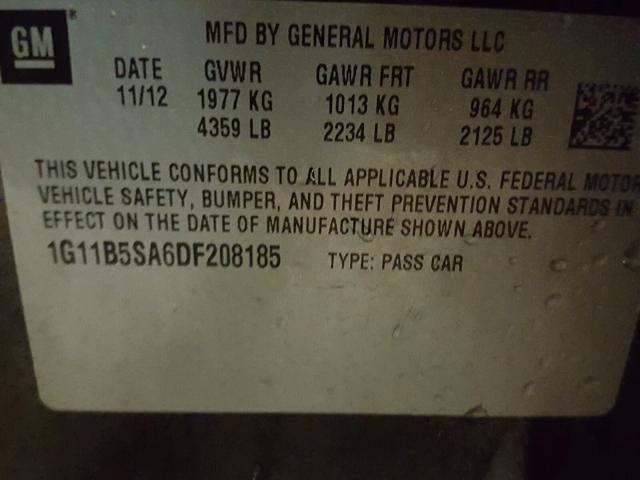 GM
MFD BY GENERAL MOTORS LLC
DATE GVWR GAWR FRT GAWR RR
11/12 1977 KG 1013 KG 964 KG
4359 LB 2234 LB 2125 LB
THIS VEHICLE CONFORMS TO ALL APPLICABLE U.S. FEDERAL MOTOR
VEHICLE SAFETY, BUMPER, AND THEFT PREVENTION STANDARDS IN
EFFECT ON THE DATE OF MANUFACTURE SHOWN ABOVE.
1G11B5SA6DF208185 TYPE: PASS CAR